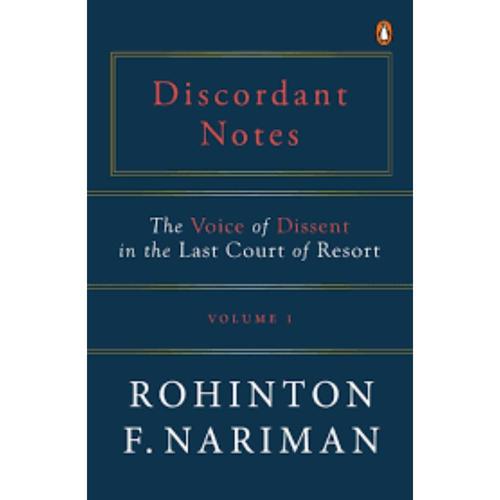 Discordant
Notes
The Voice of Dissent
in the Last Court of Resort
VOLUME 1
ROHINTON
F. NARIMAN